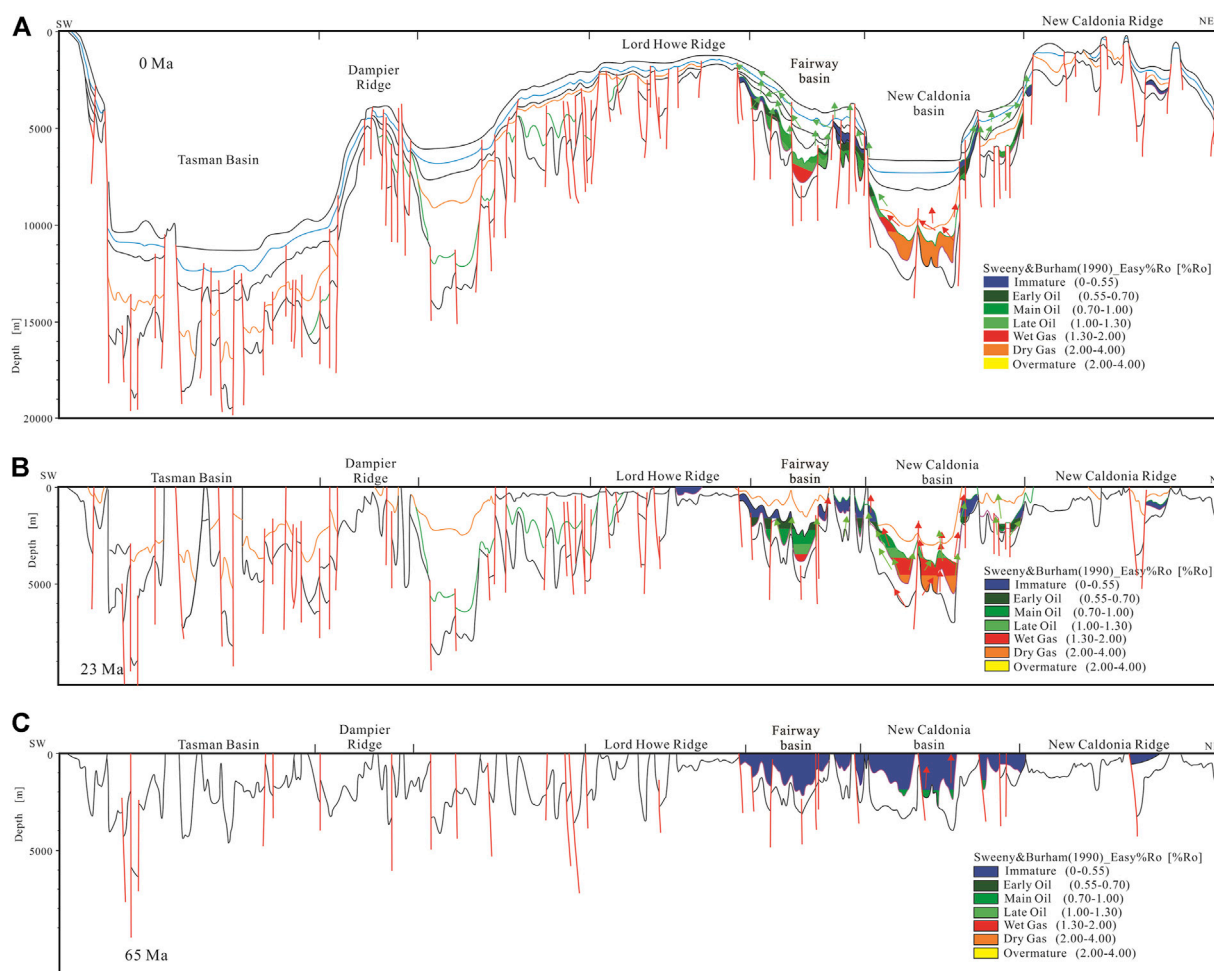 A
SW
New Caldonia Ridge
NE
0 Ma
Lord Howe Ridge
Dampier
Ridge
Fairway
basin
New Caldonia
basin
Tasman Basin
0
5000
10000
15000
20000
Depth [m]
Sweeny&Burham(1990)_Easy%Ro [%Ro]
Immature (0-0.55)
Early Oil (0.55-0.70)
Main Oil (0.70-1.00)
Late Oil (1.00-1.30)
Wet Gas (1.30-2.00)
Dry Gas (2.00-4.00)
Overmature (2.00-4.00)
B
SW
Tasman Basin
Dampier
Ridge
Lord Howe Ridge
Fairway
basin
New Caldonia
basin
New Caldonia Ridge
N
0
5000
Depth [m]
23 Ma
Sweeny&Burham(1990)_Easy%Ro [%Ro]
Immature (0-0.55)
Early Oil (0.55-0.70)
Main Oil (0.70-1.00)
Late Oil (1.00-1.30)
Wet Gas (1.30-2.00)
Dry Gas (2.00-4.00)
Overmature (2.00-4.00)
C
SW
Tasman Basin
Dampier
Ridge
Lord Howe Ridge
Fairway
basin
New Caldonia
basin
New Caldonia Ridge
N
0
5000
Depth [m]
65 Ma
Sweeny&Burham(1990)_Easy%Ro [%Ro]
Immature (0-0.55)
Early Oil (0.55-0.70)
Main Oil (0.70-1.00)
Late Oil (1.00-1.30)
Wet Gas (1.30-2.00)
Dry Gas (2.00-4.00)
Overmature (2.00-4.00)